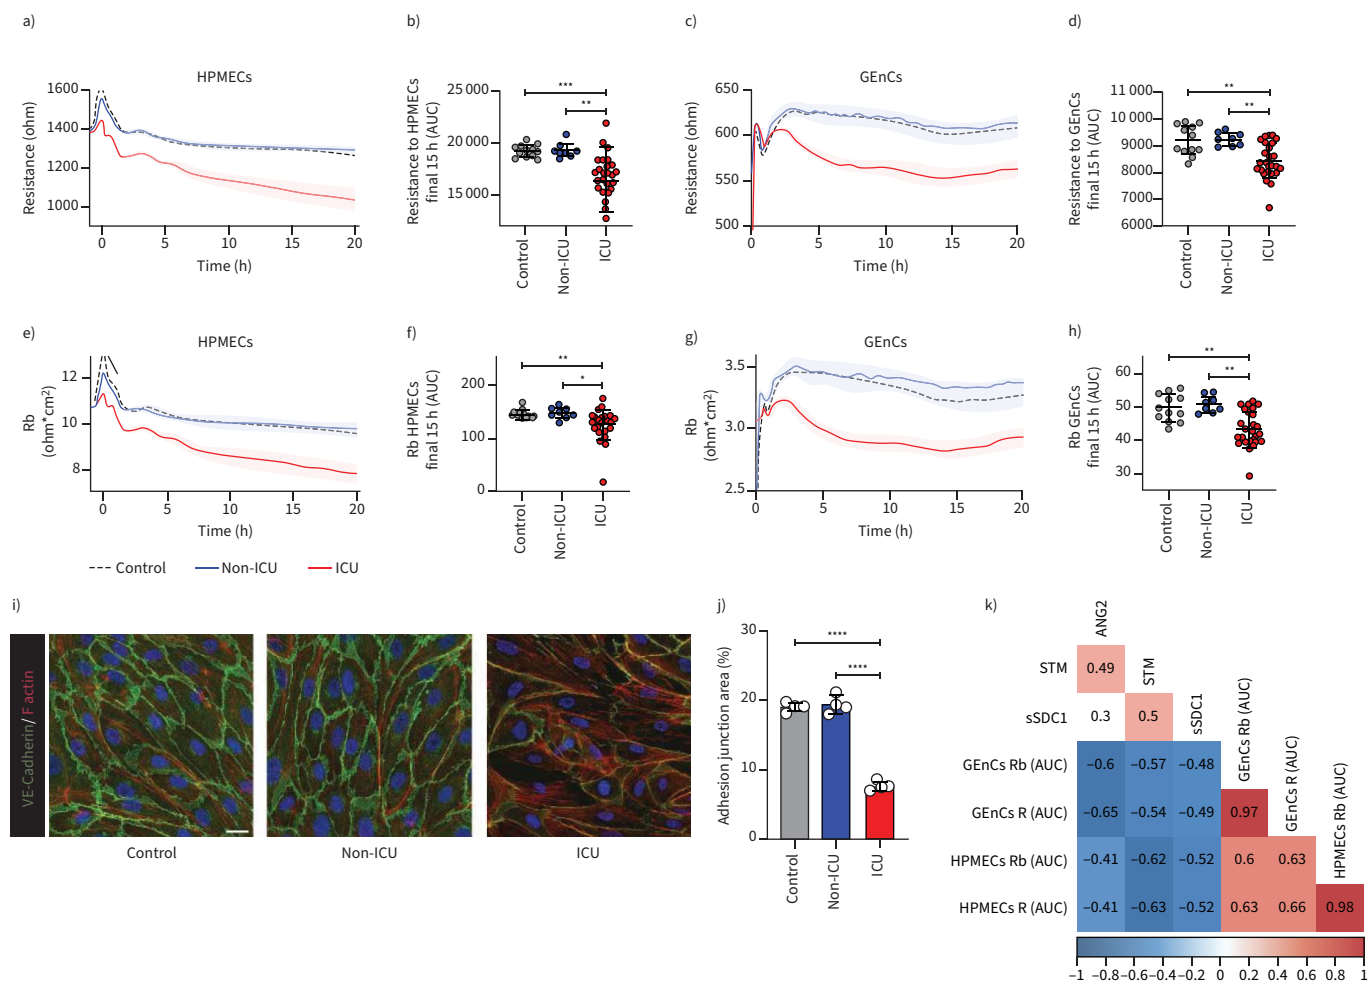 a)
HPMECs
Resistance (ohm)
1600
1400
1200
1000
0
5
10
15
20
Time (h)
b)
Resistance to HPMECs
final 15 h (AUC)
25 000
20 000
15 000
***
**
Control
Non-ICU
ICU
c)
GEnCs
Resistance (ohm)
650
600
550
500
0
5
10
15
20
Time (h)
d)
Resistance to GEnCs
final 15 h (AUC)
11 000
10 000
9000
8000
7000
6000
**
**
Control
Non-ICU
ICU
e)
HPMECs
Rb
(ohm*cm2)
12
10
8
0
5
10
15
20
Time (h)
f)
Rb HPMECs
final 15 h (AUC)
200
100
0
**
*
Control
Non-ICU
ICU
g)
GEnCs
Rb
(ohm*cm2)
3.5
3.0
2.5
0
5
10
15
20
Time (h)
h)
Rb GEnCs
final 15 h (AUC)
60
50
40
30
**
**
Control
Non-ICU
ICU
Control Non-ICU ICU
i)
VE-Cadherin/ F actin
Control
Non-ICU
ICU
j)
Adhesion junction area (%)
30
20
10
0
****
****
Control
Non-ICU
ICU
k)
ANG2
STM 0.49 STM
sSDC1 0.3 0.5 sSDC1
GEnCs Rb (AUC) –0.6 –0.57 –0.48 GEnCs Rb (AUC)
GEnCs R (AUC) –0.65 –0.54 –0.49 0.97 GEnCs R (AUC)
HPMECs Rb (AUC) –0.41 –0.62 –0.52 0.6 0.63 HPMECs Rb (AUC)
HPMECs R (AUC) –0.41 –0.63 –0.52 0.63 0.66 0.98
–1 –0.8 –0.6 –0.4 –0.2 0 0.2 0.4 0.6 0.8 1